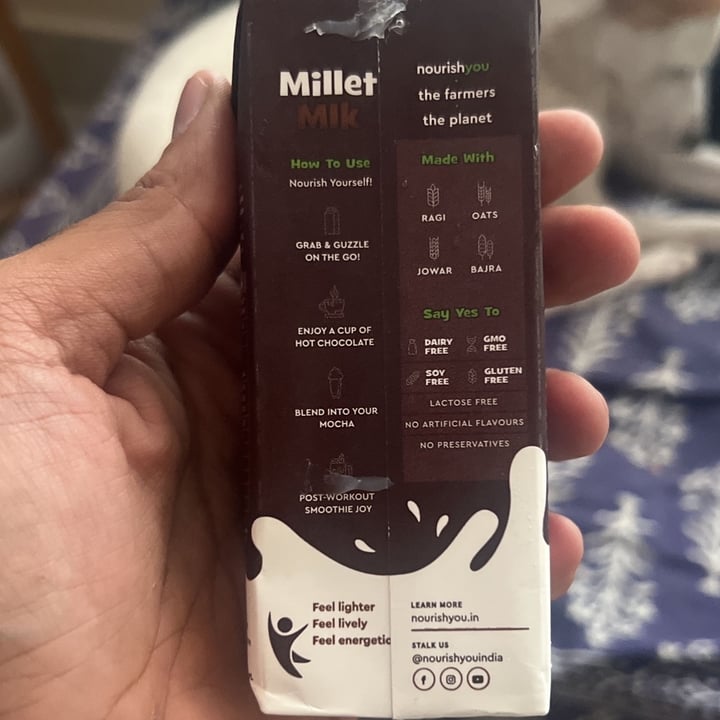 Millet
Mlk
How To Use
Nourish Yourself!
GRAB & GUZZLE
ON THE GO!
ENJOY A CUP OF
HOT CHOCOLATE
BLEND INTO YOUR
MOCHA
POST-WORKOUT
SMOOTHIE JOY
Feel lighter
Feel lively
Feel energetic
nourishyou
the farmers
the planet
Made With
RAGI OATS
JOWAR BAJRA
Say Yes To
DAIRY FREE
GMO FREE
SOY FREE
GLUTEN FREE
LACTOSE FREE
NO ARTIFICIAL FLAVOURS
NO PRESERVATIVES
LEARN MORE
nourishyou.in
STALK US
@nourishyouindia